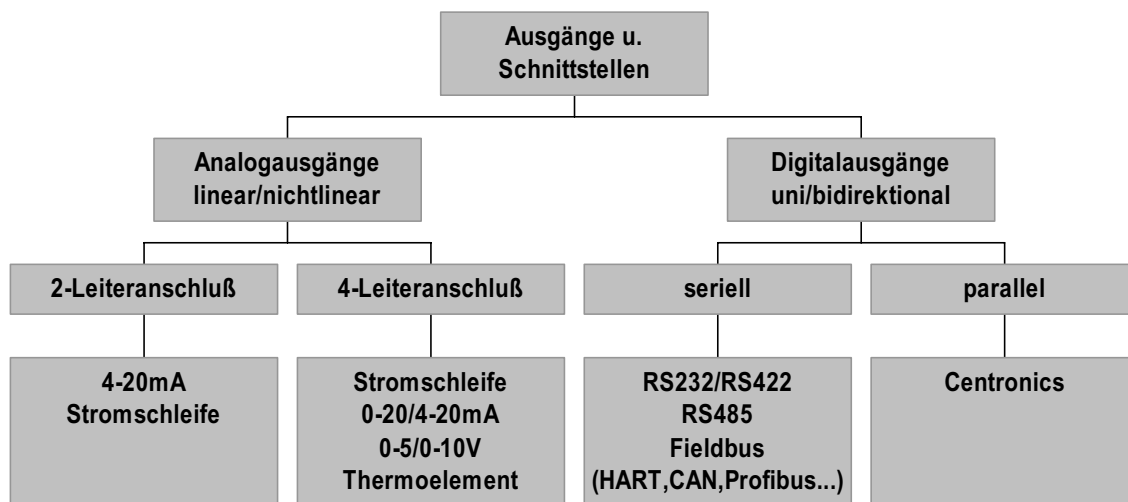 Ausgänge u.
Schnittstellen
Analogausgänge
linear/nichtlinear
Digitalausgänge
uni/bidirektional
2-Leiteranschluß
4-Leiteranschluß
seriell
parallel
4-20mA
Stromschleife
Stromschleife
0-20/4-20mA
0-5/0-10V
Thermoelement
RS232/RS422
RS485
Fieldbus
(HART,CAN,Profibus...)
Centronics